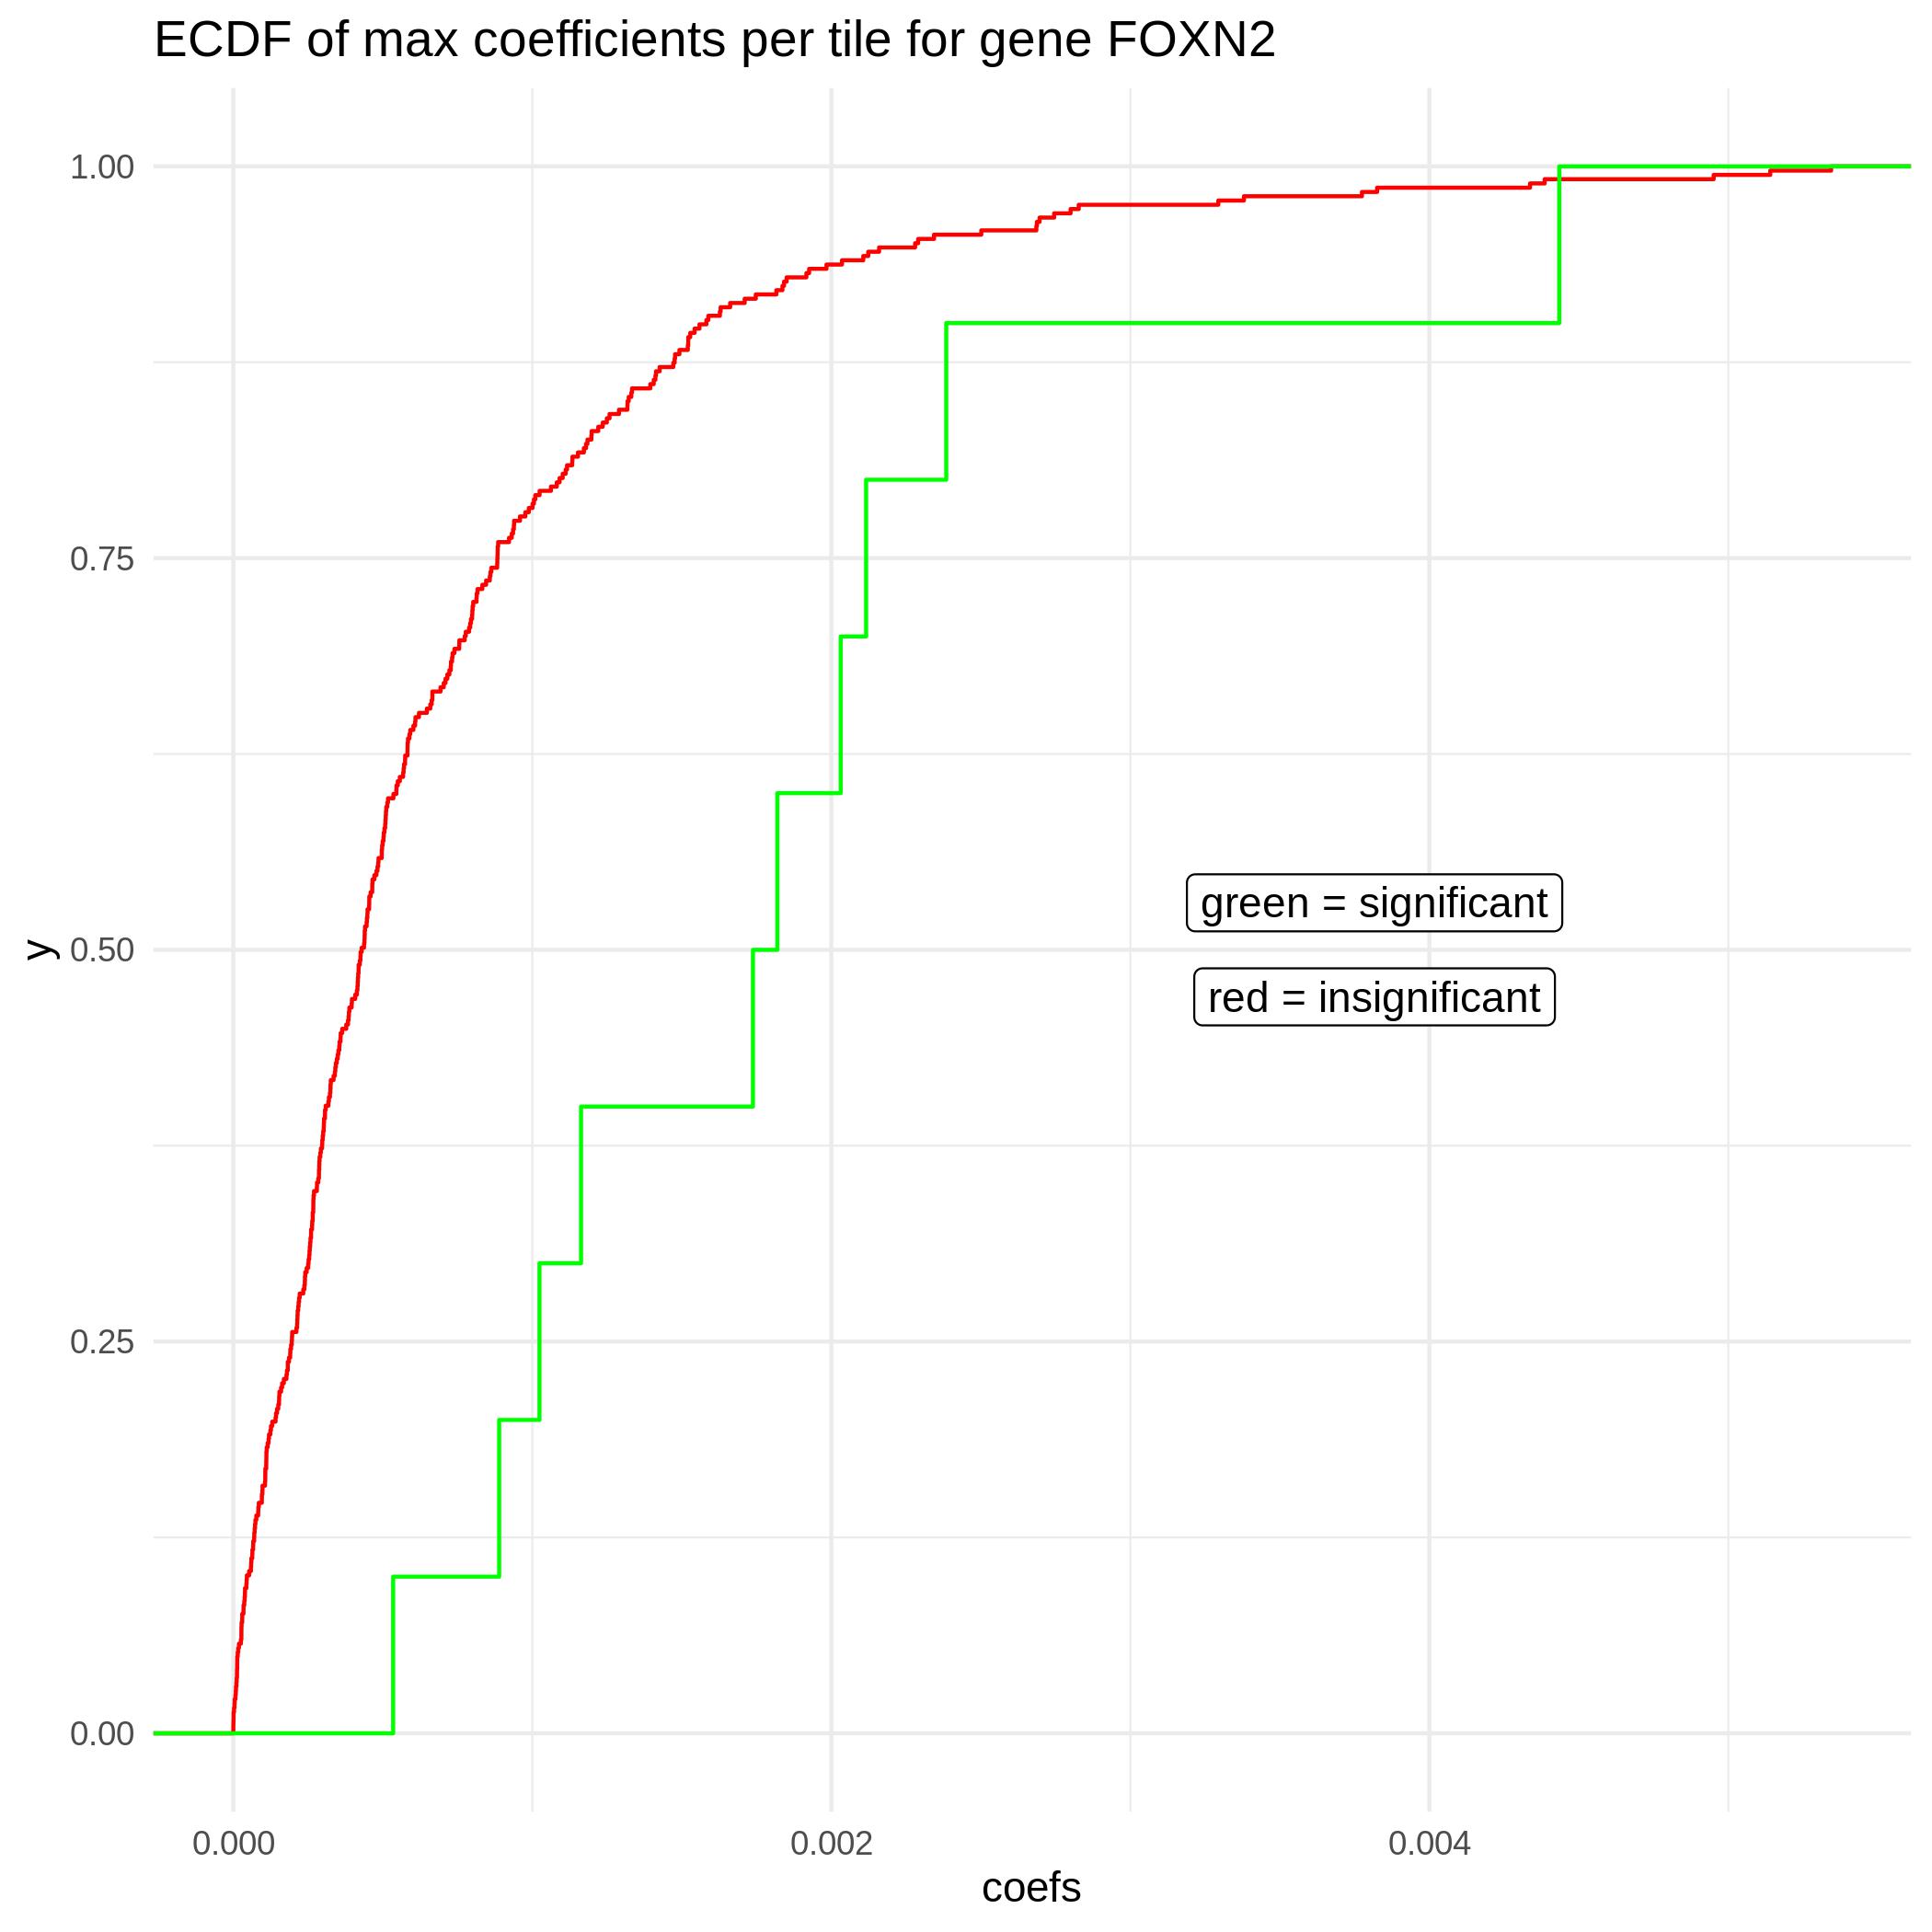 ECDF of max coefficients per tile for gene FOXN2
1.00
0.75
0.50
0.25
0.00
y
green = significant
red = insignificant
0.000 0.002 0.004
coefs